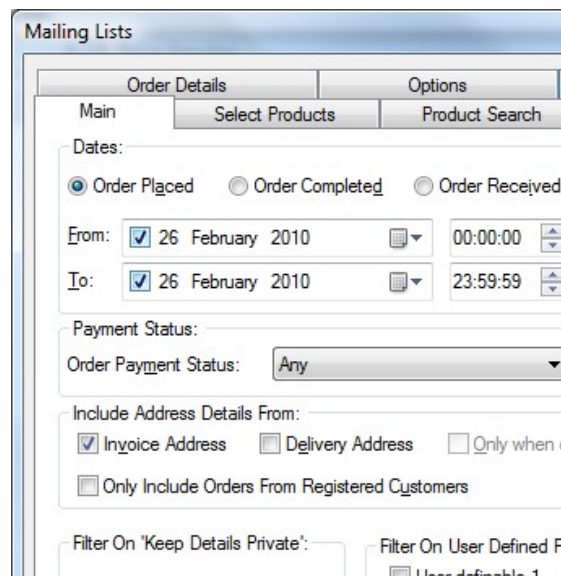 Mailing Lists
Order Details Options
Main Select Products Product Search
Dates:
Order Placed Order Completed Order Received
From: 26 February 2010 00:00:00
To: 26 February 2010 23:59:59
Payment Status:
Order Payment Status: Any
Include Address Details From:
Invoice Address Delivery Address Only when
Only Include Orders From Registered Customers
Filter On 'Keep Details Private': Filter On User Defined F
User definable 1